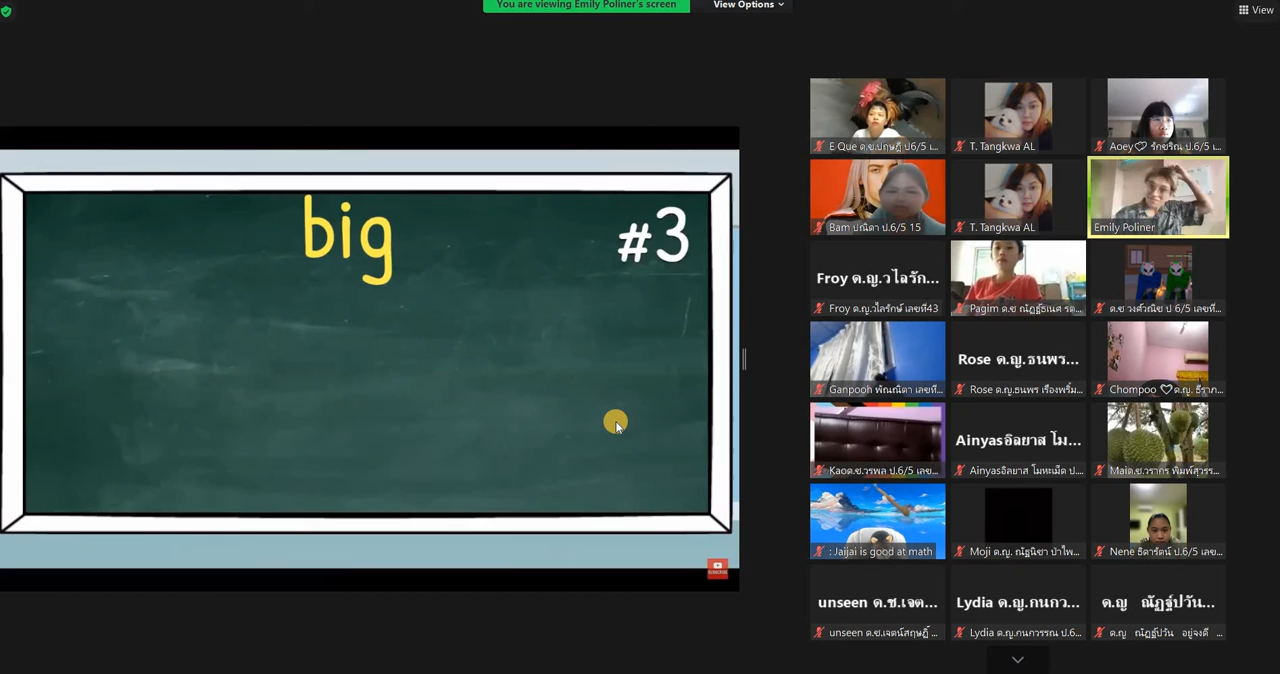 You are viewing Emily Poliner's screen
View Options
View
big
#3
SUBSCRIBE
E Que ด.ช.ปฤษฎิ์ ป6/5 เ...
T. Tangkwa AL
Aoey♡ รักชริณ ป.6/5 เ...
Bam ปณิดา ป.6/5 15
T. Tangkwa AL
Emily Poliner
Froy ด.ญ.วไลรัก...
Froy ด.ญ.วไลรักษ์ เลขที่43
Pagim ด.ช ณัฏฐ์ธเนศ รต...
ด.ช วงศ์วณิช ป 6/5 เลขที่...
Ganpooh พัณณิตา เลขที่...
Rose ด.ญ.ธนพร...
Rose ด.ญ.ธนพร เรืองพริ้ม...
Chompoo ♡ด.ญ. ธีราภ...
Kaoด.ช.วรพล ป.6/5 เลข...
Ainyasอิลยาส โม...
Ainyasอิลยาส โมหะเม็ด ป....
Maiด.ช.วรากร พิมพ์สุวรร...
: Jaijai is good at math
Moji ด.ญ. ณัฐนิชา ป่าไพ...
Nene ธิดารัตน์ ป.6/5 เลข...
unseen ด.ช.เจต...
unseen ด.ช.เจตน์สฤษฎิ์ ...
Lydia ด.ญ.กนกว...
Lydia ด.ญ.กนกวรรณ ป.6...
ด.ญ ณัฏฐ์ปวัน...
ด.ญ ณัฏฐ์ปวัน อยู่จงดี ...